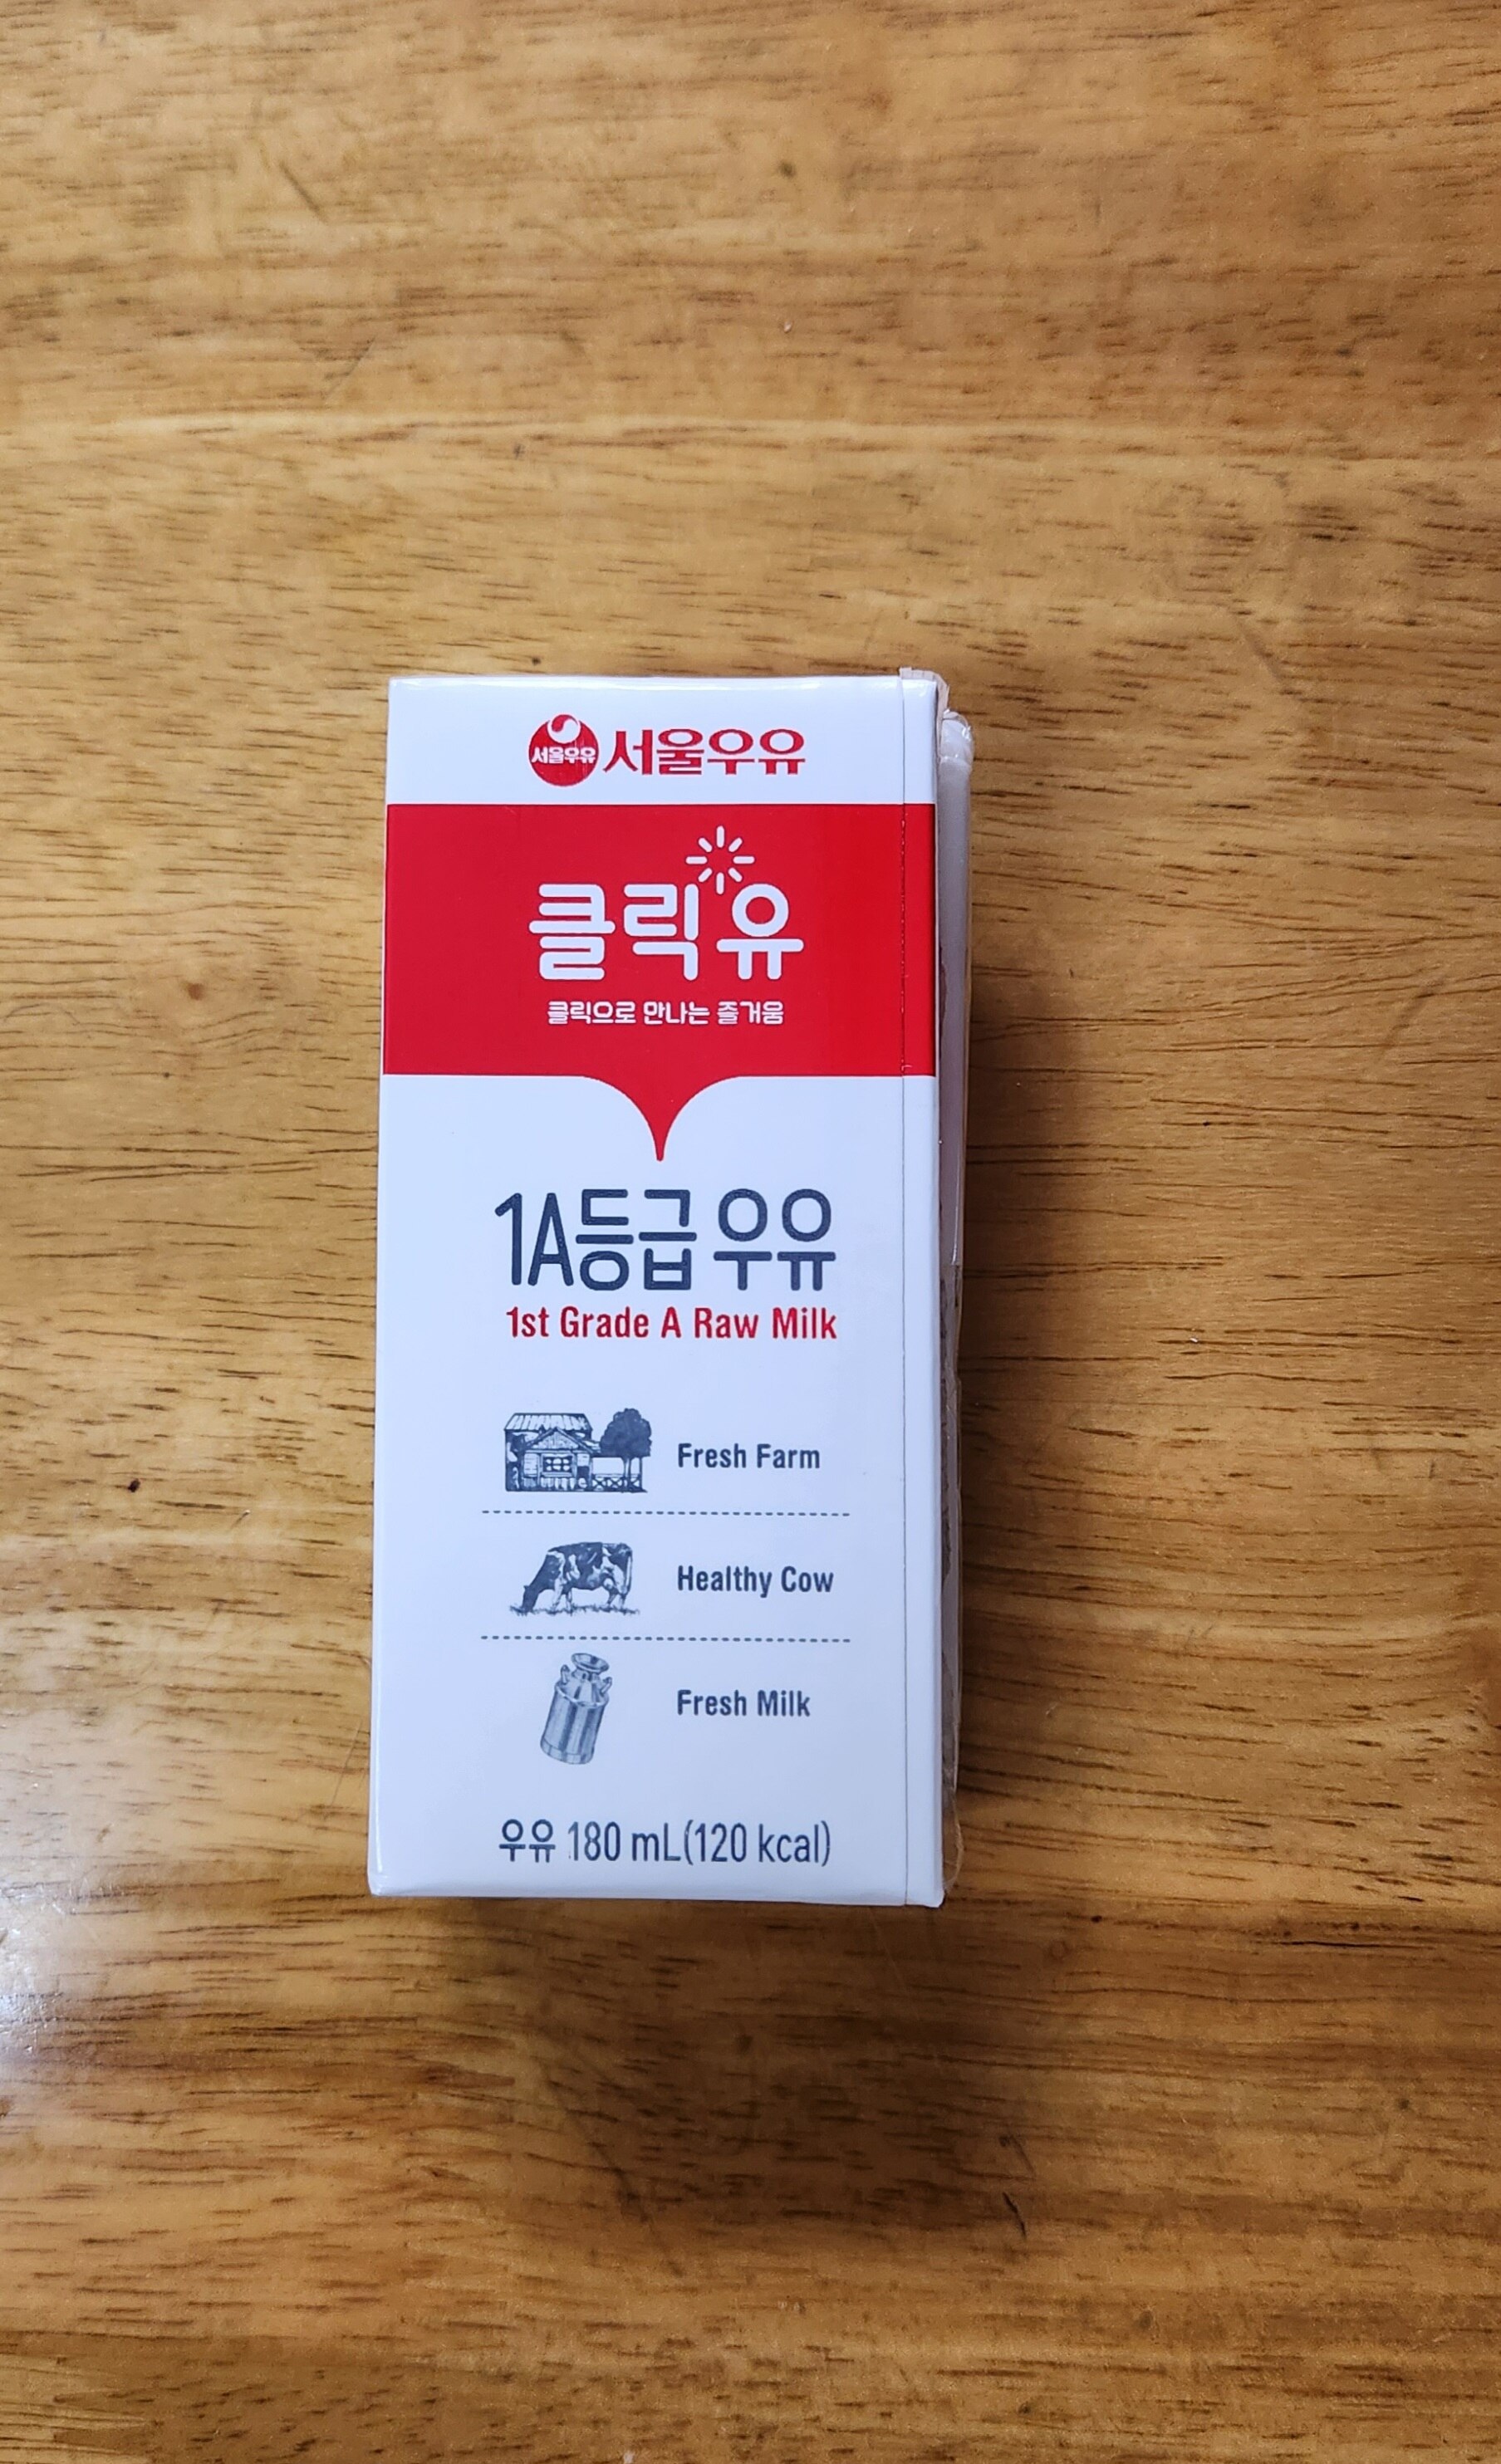 서울우유 서울우유
클릭유
클릭으로 만나는 즐거움
1A등급 우유
1st Grade A Raw Milk
Fresh Farm
Healthy Cow
Fresh Milk
우유 180 mL(120 kcal)